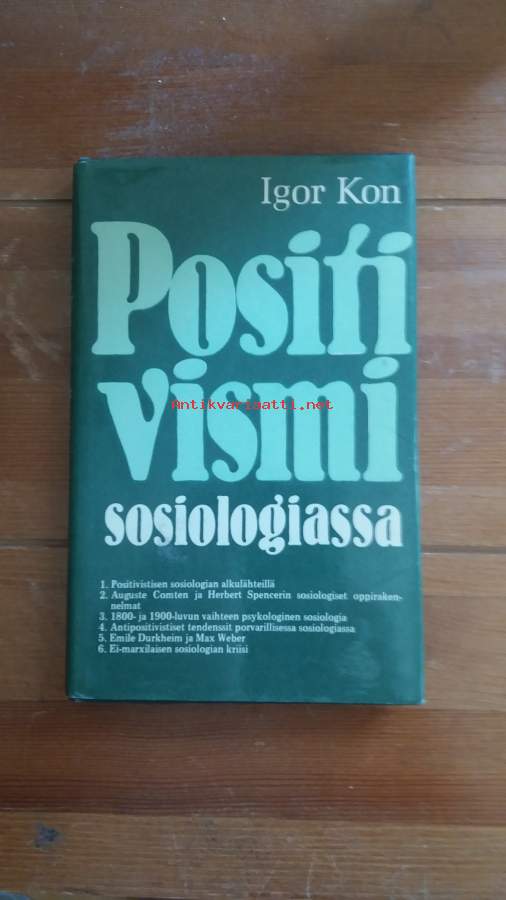 Igor Kon
Positi
vismi
Antikvariaatti.net
sosiologiassa
1. Positivistisen sosiologian alkulähteillä
2. Auguste Comten ja Herbert Spencerin sosiologiset oppiraken-
nelmat
3. 1800- ja 1900-luvun vaihteen psykologinen sosiologia
4. Antipositivistiset tendenssit porvarillisessa sosiologiassa
5. Emile Durkheim ja Max Weber
6. Ei-marxilaisen sosiologian kriisi